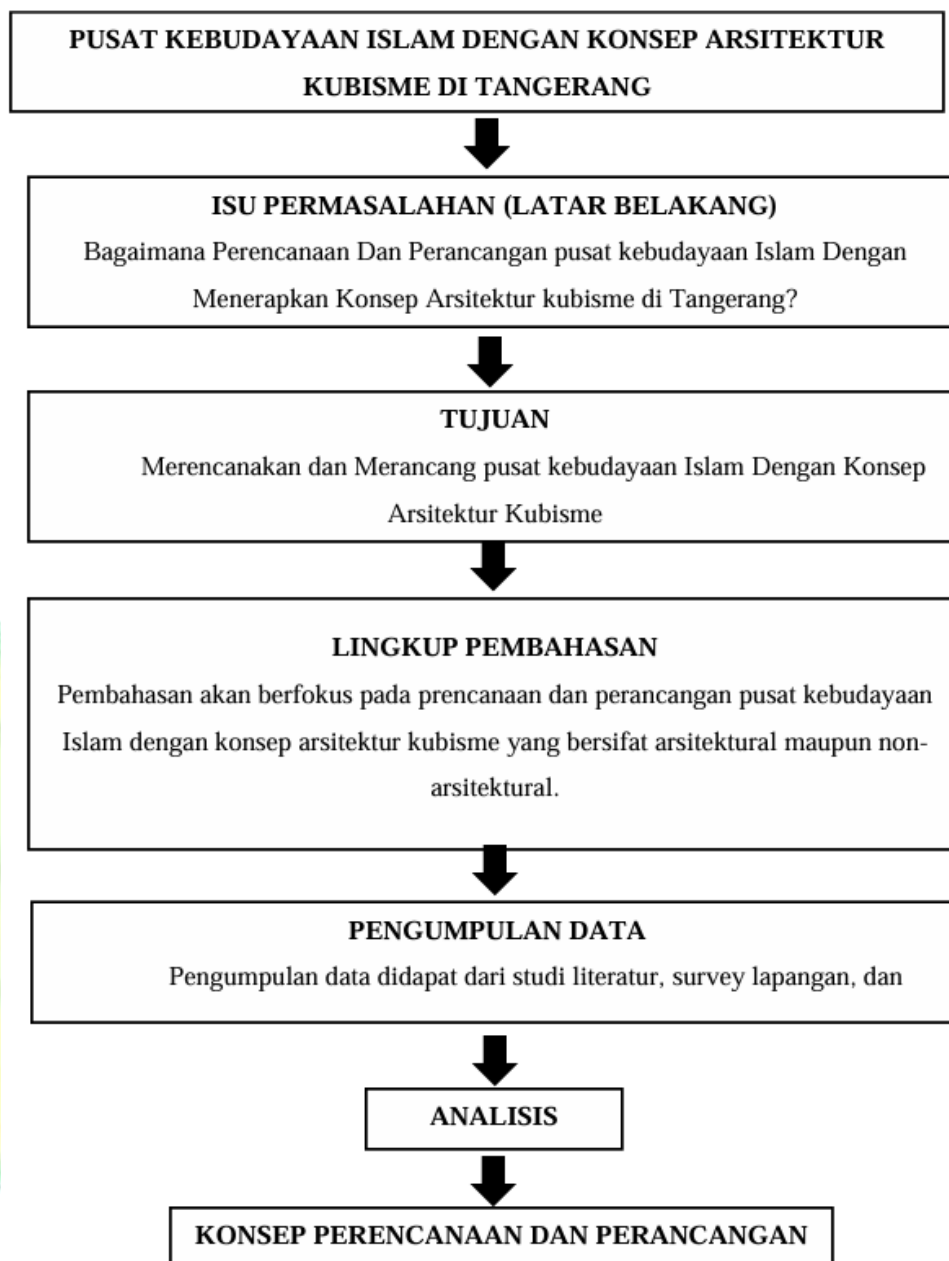 PUSAT KEBUDAYAAN ISLAM DENGAN KONSEP ARSITEKTUR
KUBISME DI TANGERANG
ISU PERMASALAHAN (LATAR BELAKANG)
Bagaimana Perencanaan Dan Perancangan pusat kebudayaan Islam Dengan
Menerapkan Konsep Arsitektur kubisme di Tangerang?
TUJUAN
Merencanakan dan Merancang pusat kebudayaan Islam Dengan Konsep
Arsitektur Kubisme
LINGKUP PEMBAHASAN
Pembahasan akan berfokus pada prencanaan dan perancangan pusat kebudayaan
Islam dengan konsep arsitektur kubisme yang bersifat arsitektural maupun non-
arsitektural.
PENGUMPULAN DATA
Pengumpulan data didapat dari studi literatur, survey lapangan, dan
ANALISIS
KONSEP PERENCANAAN DAN PERANCANGAN